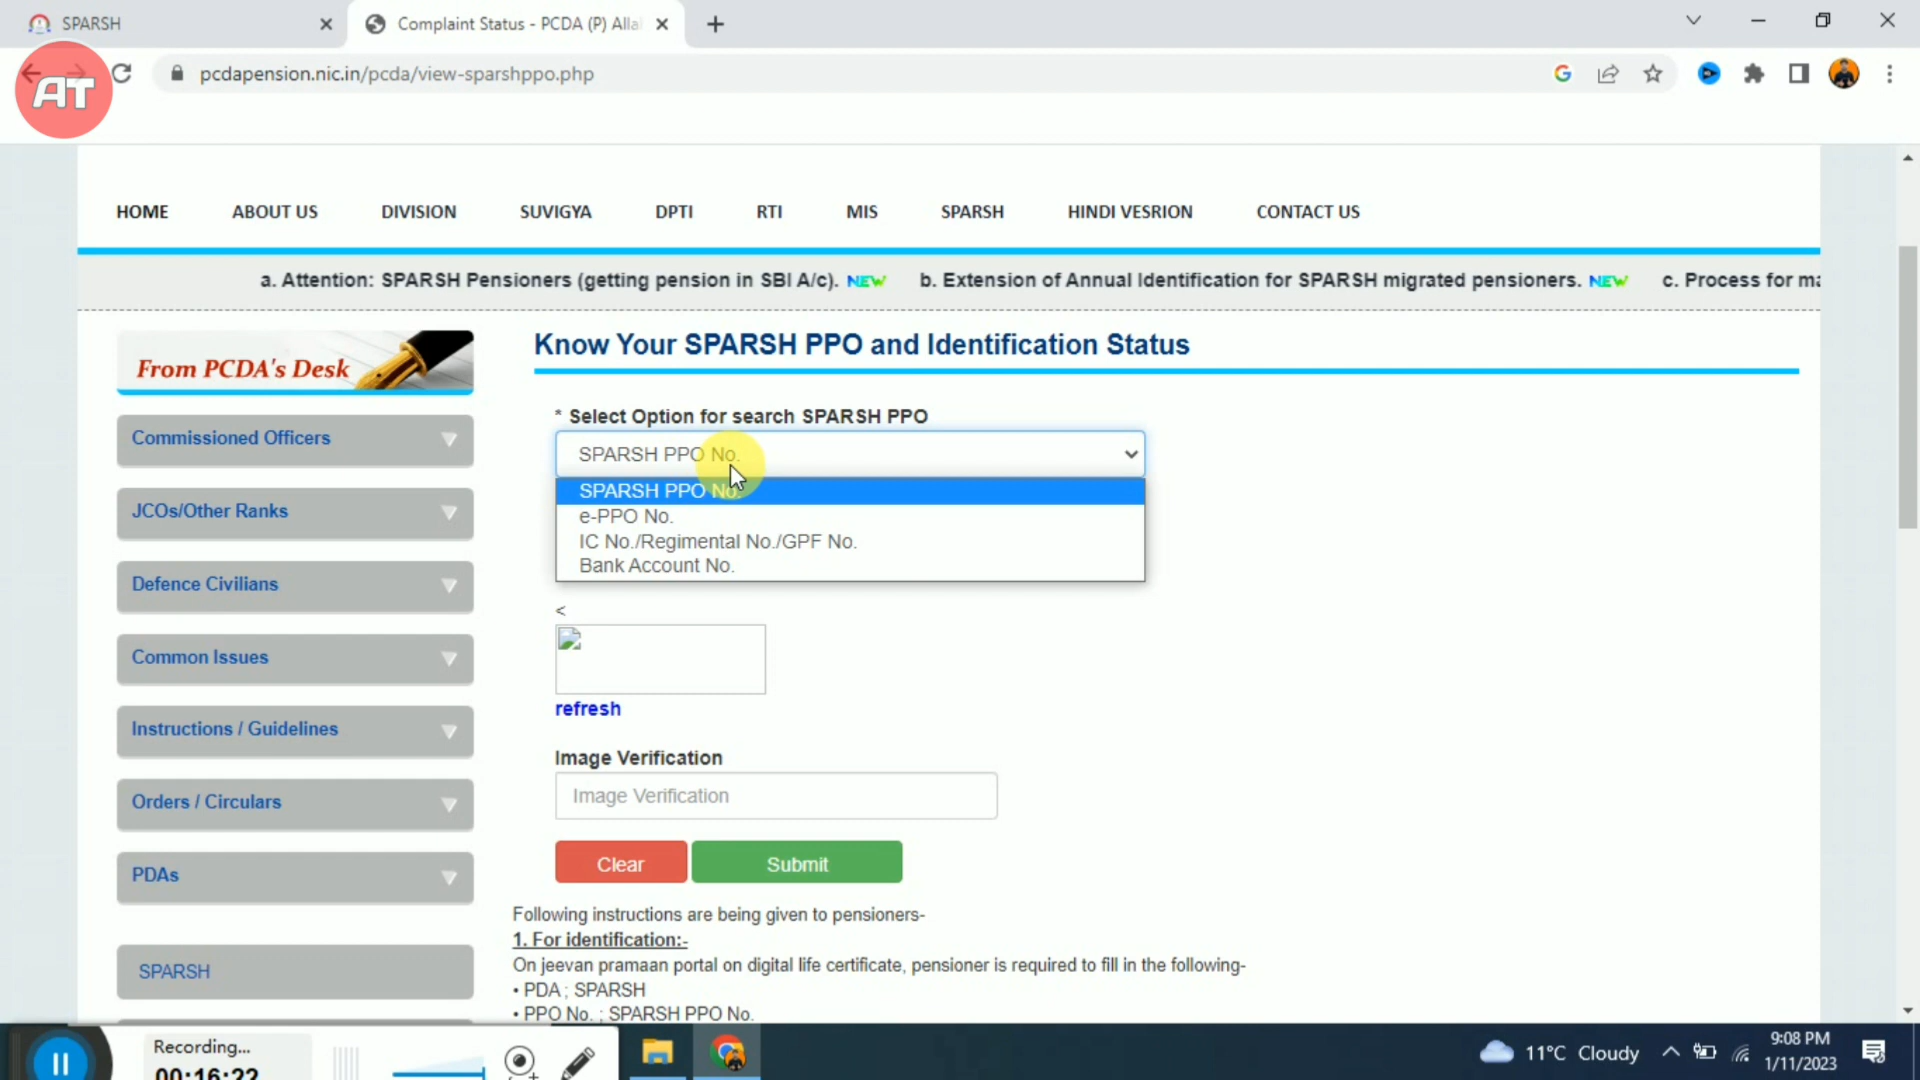 SPARSH
Complaint Status - PCDA (P) Alla
AT
pcdapension.nic.in/pcda/view-sparshppo.php
HOME ABOUT US DIVISION SUVIGYA DPTI RTI MIS SPARSH HINDI VESRION CONTACT US
a. Attention: SPARSH Pensioners (getting pension in SBI A/c). NEW b. Extension of Annual Identification for SPARSH migrated pensioners. NEW c. Process for ma
From PCDA's Desk
Commissioned Officers
JCOs/Other Ranks
Defence Civilians
Common Issues
Instructions / Guidelines
Orders / Circulars
PDAs
SPARSH
Know Your SPARSH PPO and Identification Status
* Select Option for search SPARSH PPO
SPARSH PPO No.
SPARSH PPO No.
e-PPO No.
IC No./Regimental No./GPF No.
Bank Account No.
<
refresh
Image Verification
Image Verification
Clear Submit
Following instructions are being given to pensioners-
1. For identification:-
On jeevan pramaan portal on digital life certificate, pensioner is required to fill in the following-
• PDA ; SPARSH
• PPO No. ; SPARSH PPO No.
Recording...
00:16:22
11°C Cloudy
9:08 PM
1/11/2023